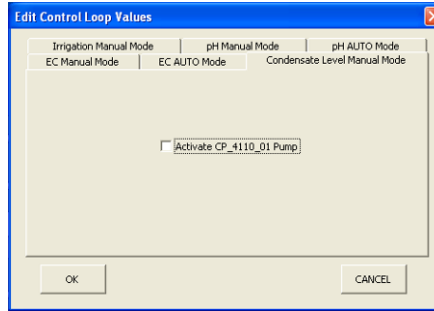 Edit Control Loop Values
Irrigation Manual Mode pH Manual Mode pH AUTO Mode
EC Manual Mode EC AUTO Mode Condensate Level Manual Mode
Activate CP_4110_01 Pump
OK CANCEL